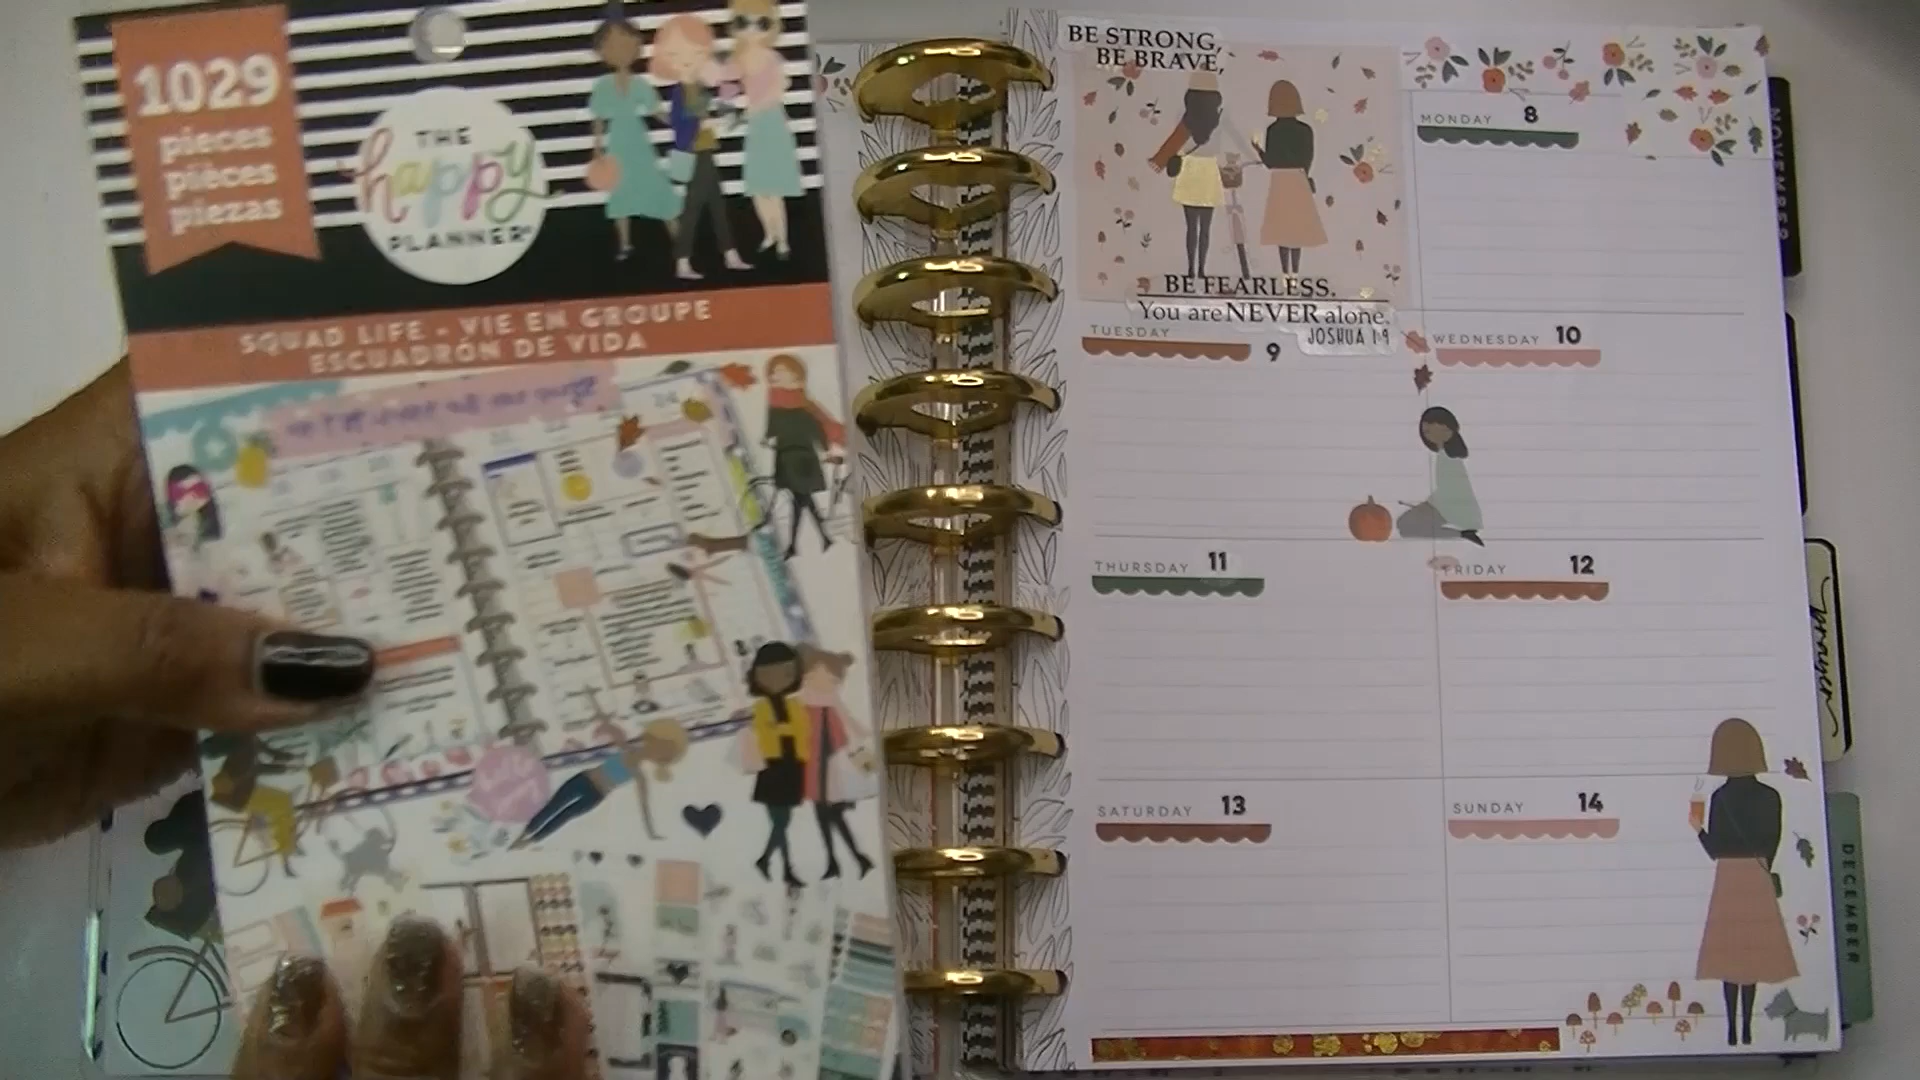 1029
pieces
pièces
piezas
THE
happy
PLANNER
SQUAD LIFE - VIE EN GROUPE
ESCUADRÓN DE VIDA
BE STRONG,
BE BRAVE,
BE FEARLESS.
You are NEVER alone.
JOSHUA 1:9
MONDAY 8
TUESDAY 9
WEDNESDAY 10
THURSDAY 11
FRIDAY 12
SATURDAY 13
SUNDAY 14
NOVEMBER
prayer
DECEMBER